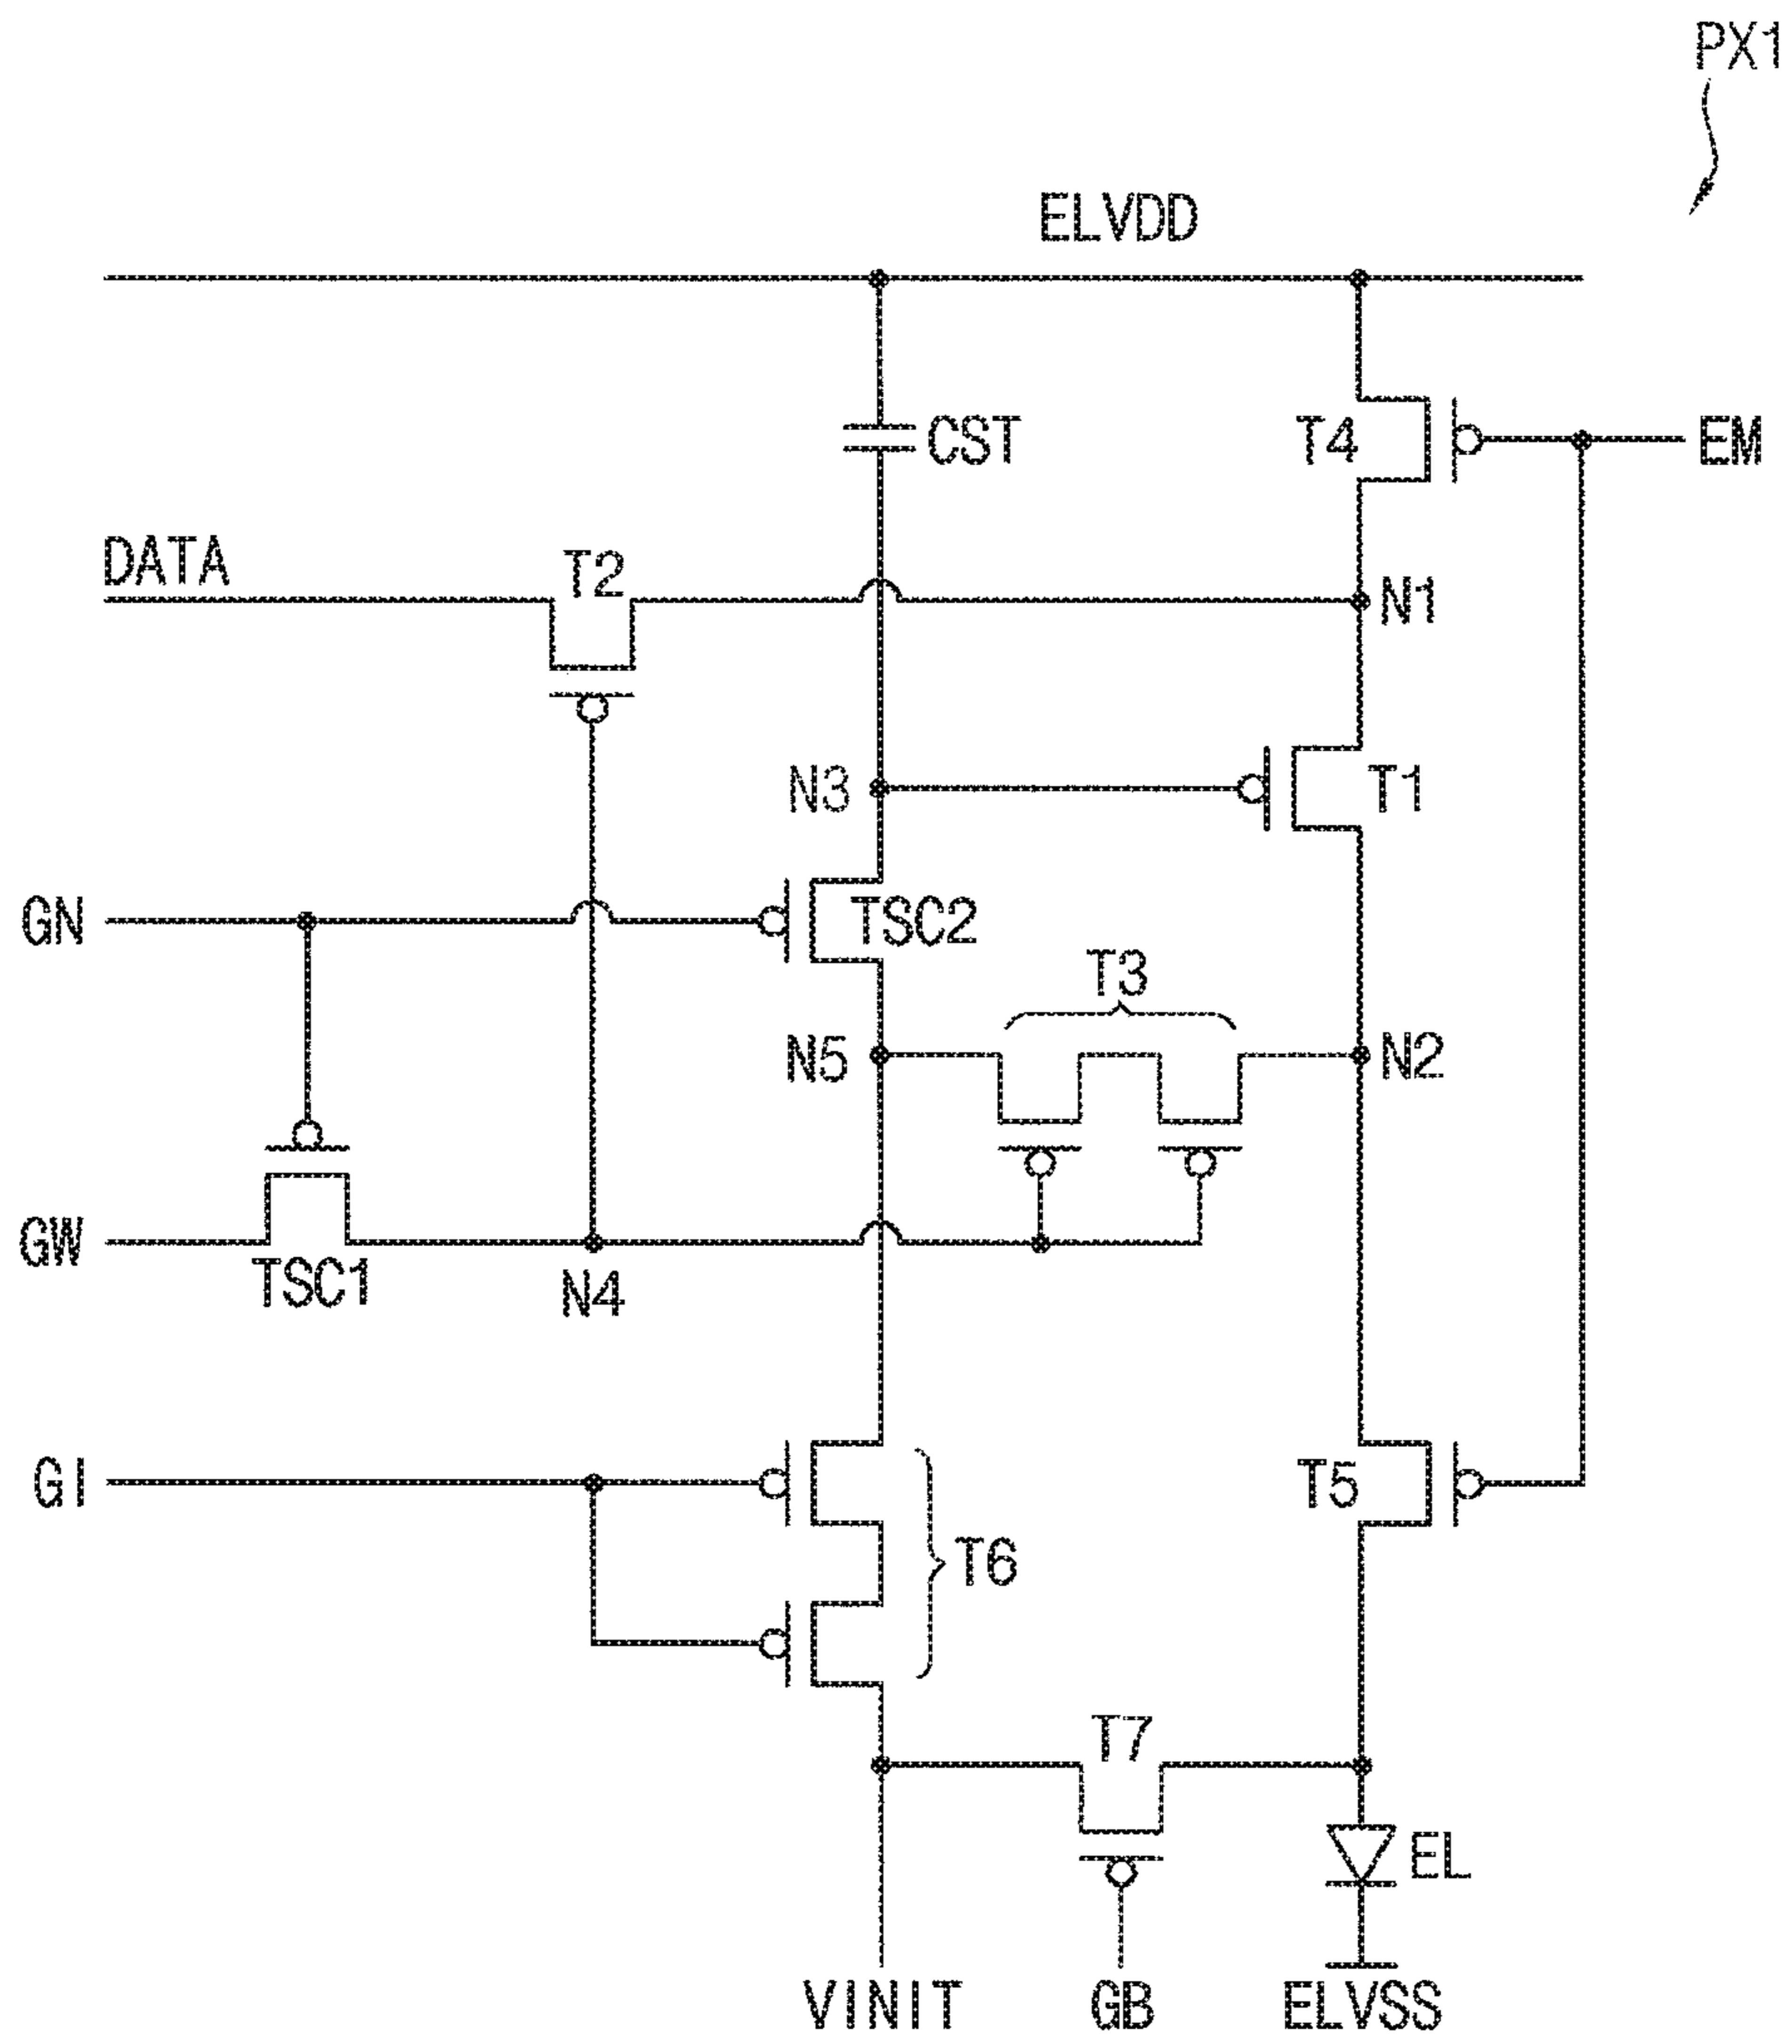 PX1
ELVDD
CST
T4
EM
DATA
T2
N1
N3
T1
GN
TSC2
T3
N5
N2
GW
TSC1
N4
GI
T5
T6
T7
EL
VINIT
GB
ELVSS